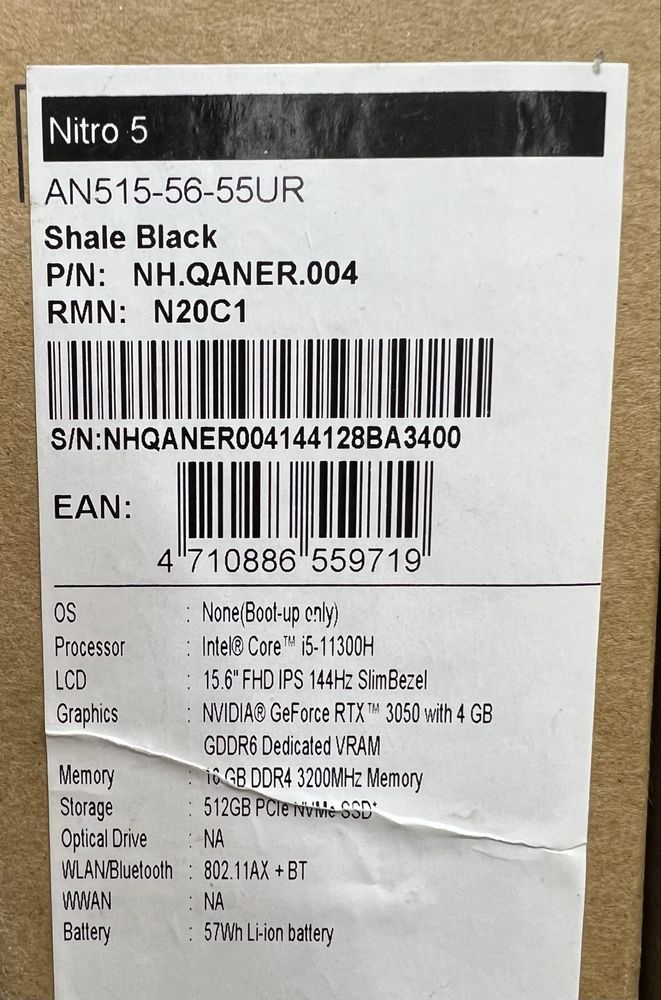 Nitro 5
AN515-56-55UR
Shale Black
P/N: NH.QANER.004
RMN: N20C1
S/N:NHQANER004144128BA3400
EAN:
4 710886 559719
OS : None(Boot-up only)
Processor : Intel® Core™ i5-11300H
LCD : 15.6" FHD IPS 144Hz SlimBezel
Graphics : NVIDIA® GeForce RTX™ 3050 with 4 GB
GDDR6 Dedicated VRAM
Memory : 16 GB DDR4 3200MHz Memory
Storage : 512GB PCIe NVMe SSD*
Optical Drive : NA
WLAN/Bluetooth : 802.11AX + BT
WWAN : NA
Battery : 57Wh Li-ion battery